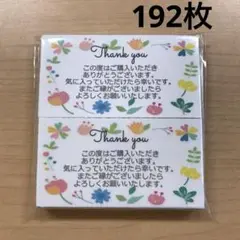 192枚
Thank you
この度はご購入いただき
ありがとうございます。
気に入っていただけたら幸いです。
またご縁がございましたら
よろしくお願いいたします。
Thank you
この度はご購入いただき
ありがとうございます。
気に入っていただけたら幸いです。
またご縁がございましたら
よろしくお願いいたします。